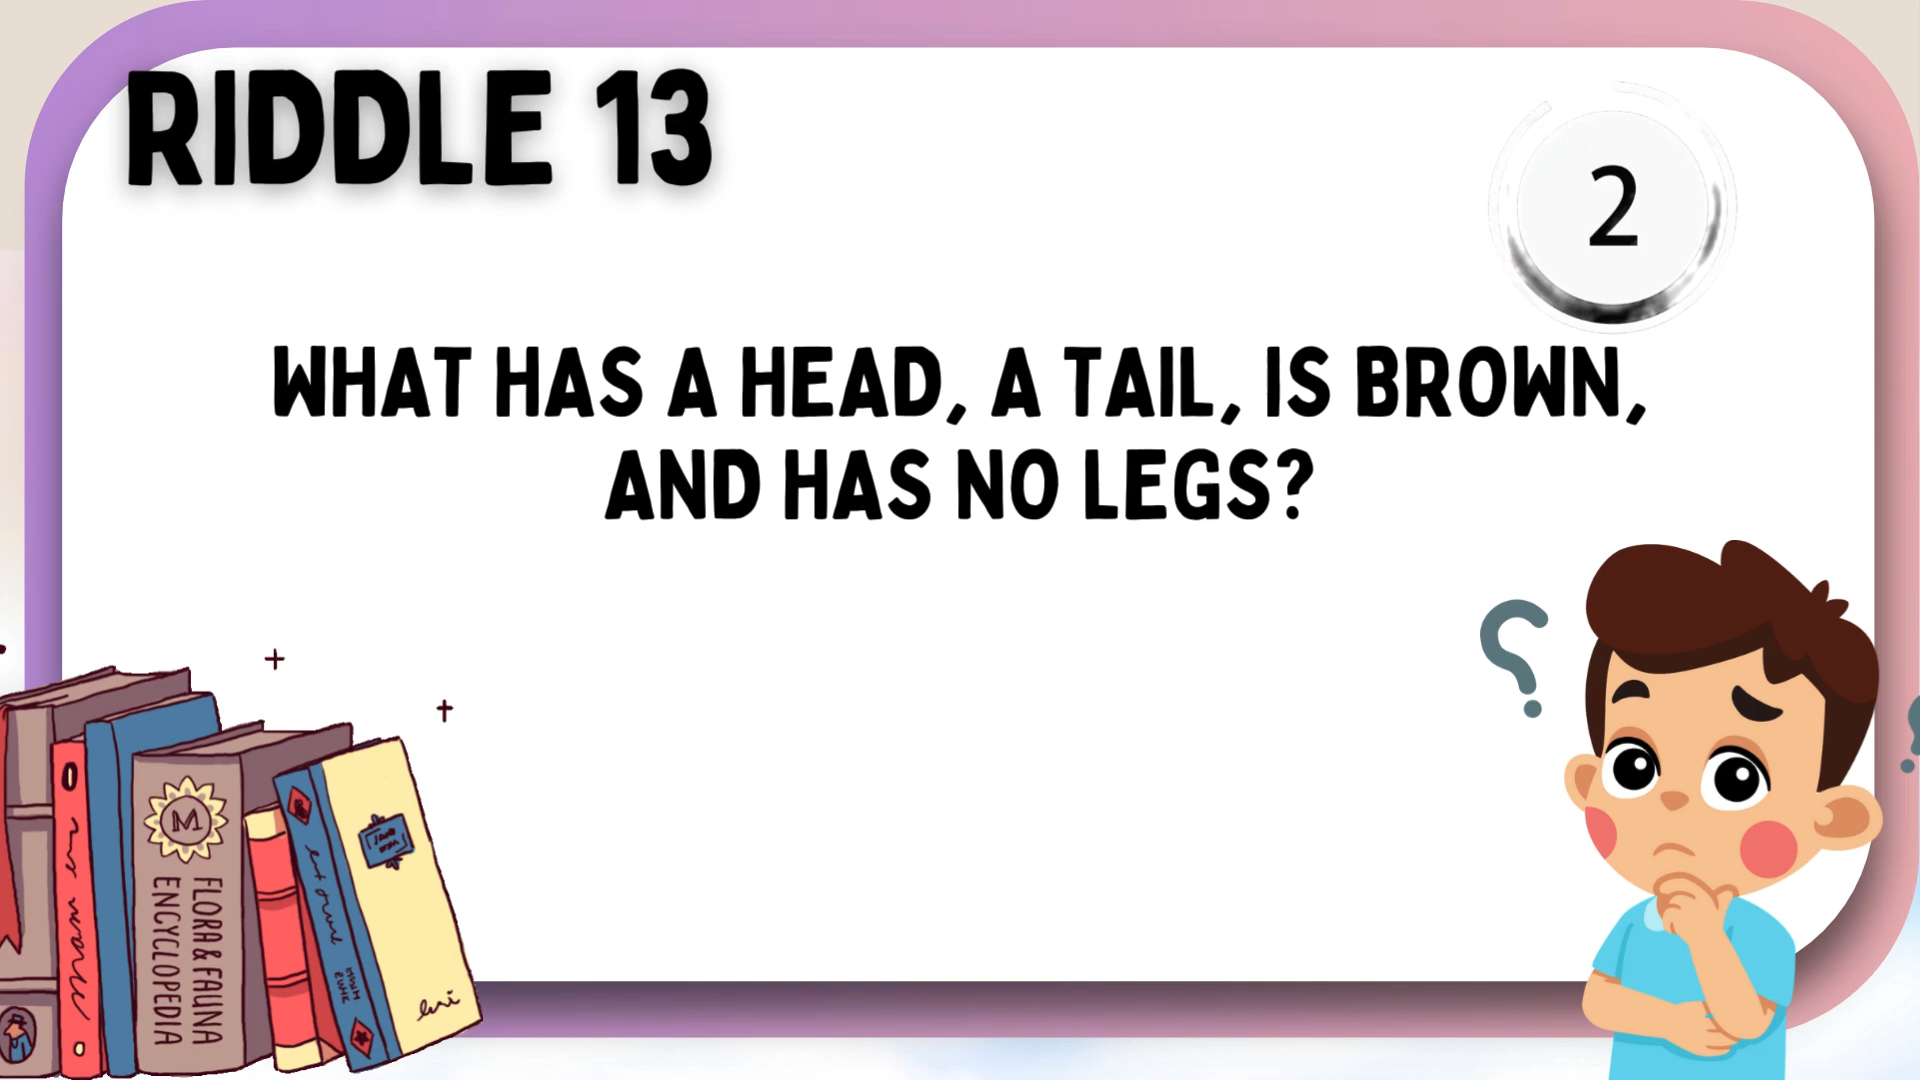 RIDDLE 13
2
WHAT HAS A HEAD, A TAIL, IS BROWN,
AND HAS NO LEGS?
M
FLORA & FAUNA
ENCYCLOPEDIA